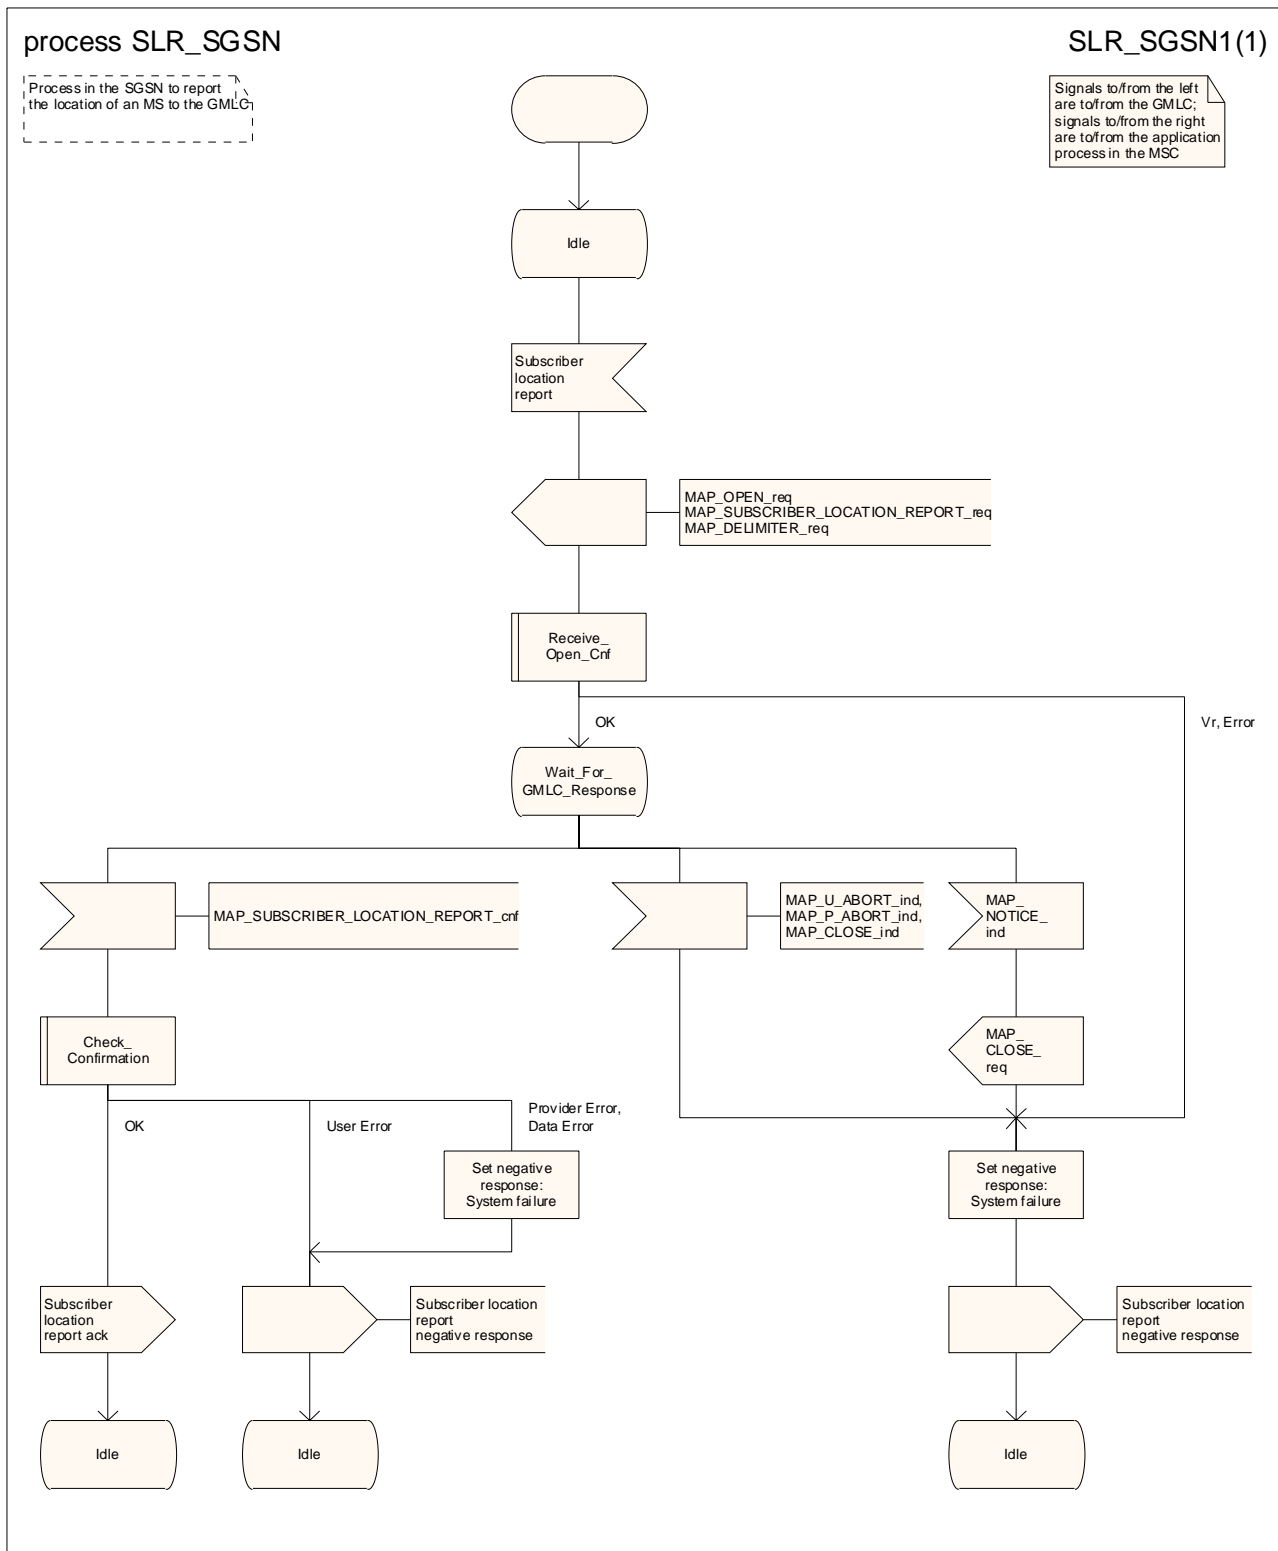 process SLR_SGSN
SLR_SGSN1(1)
Process in the SGSN to report
the location of an MS to the GMLC
Signals to/from the left
are to/from the GMLC;
signals to/from the right
are to/from the application
process in the MSC
Idle
Subscriber
location
report
MAP_OPEN_req
MAP_SUBSCRIBER_LOCATION_REPORT_req
MAP_DELIMITER_req
Receive_
Open_Cnf
OK
Vr, Error
Wait_For_
GMLC_Response
MAP_SUBSCRIBER_LOCATION_REPORT_cnf
MAP_U_ABORT_ind,
MAP_P_ABORT_ind,
MAP_CLOSE_ind
MAP_
NOTICE_
ind
Check_
Confirmation
MAP_
CLOSE_
req
OK
User Error
Provider Error,
Data Error
Set negative
response:
System failure
Set negative
response:
System failure
Subscriber
location
report ack
Subscriber location
report
negative response
Subscriber location
report
negative response
Idle
Idle
Idle